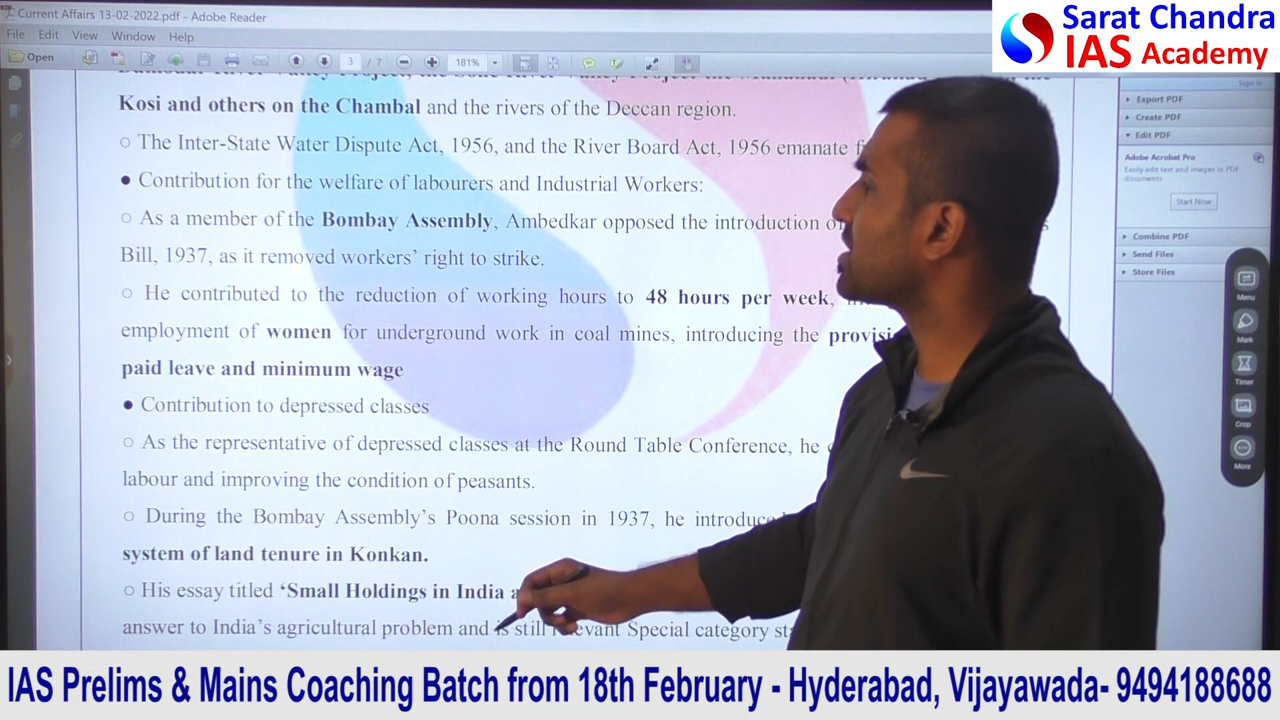 Current Affairs 13-02-2022.pdf - Adobe Reader
File Edit View Window Help
Open 3 / 7 181%
Sarat Chandra
IAS Academy
Sign In
Export PDF
Create PDF
Edit PDF
Adobe Acrobat Pro
Easily edit text and images in PDF
documents
Start Now
Combine PDF
Send Files
Store Files
Menu
Mark
Timer
Crop
More
Kosi and others on the Chambal and the rivers of the Deccan region.
○ The Inter-State Water Dispute Act, 1956, and the River Board Act, 1956 emanate
● Contribution for the welfare of labourers and Industrial Workers:
○ As a member of the Bombay Assembly, Ambedkar opposed the introduction
Bill, 1937, as it removed workers' right to strike.
○ He contributed to the reduction of working hours to 48 hours per week,
employment of women for underground work in coal mines, introducing the
paid leave and minimum wage
● Contribution to depressed classes
○ As the representative of depressed classes at the Round Table Conference, he
labour and improving the condition of peasants.
○ During the Bombay Assembly's Poona session in 1937, he
system of land tenure in Konkan.
○ His essay titled ‘Small Holdings in India
answer to India's agricultural problem and is still relevant Special category
IAS Prelims & Mains Coaching Batch from 18th February - Hyderabad, Vijayawada- 9494188688